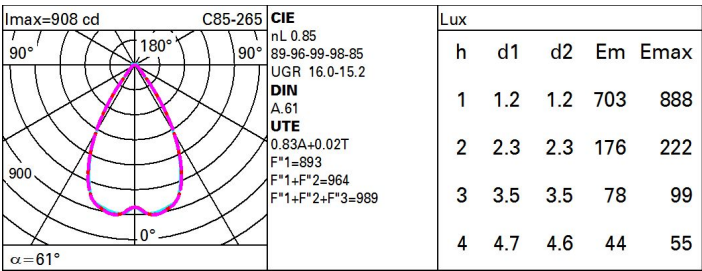 Imax=908 cd C85-265
90° 180° 90°
900
0°
α=61°
CIE
nL 0.85
89-96-99-98-85
UGR 16.0-15.2
DIN
A.61
UTE
0.83A+0.02T
F"1=893
F"1+F"2=964
F"1+F"2+F"3=989
Lux
h d1 d2 Em Emax
1 1.2 1.2 703 888
2 2.3 2.3 176 222
3 3.5 3.5 78 99
4 4.7 4.6 44 55